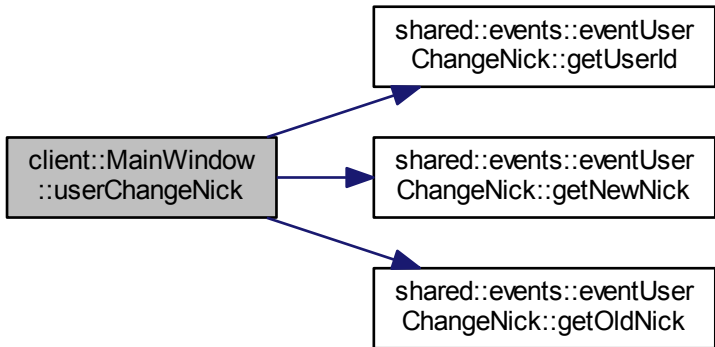 shared::events::eventUser
ChangeNick::getUserId
client::MainWindow
::userChangeNick
shared::events::eventUser
ChangeNick::getNewNick
shared::events::eventUser
ChangeNick::getOldNick